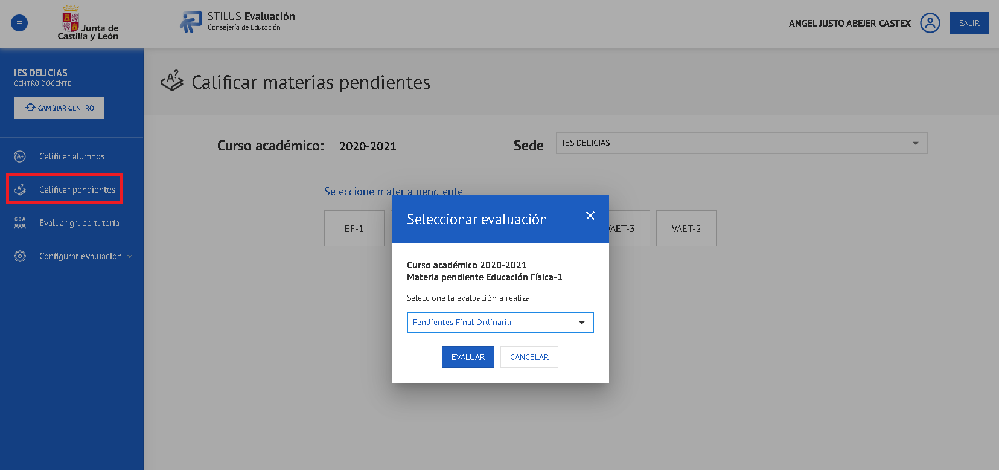 Junta de
Castilla y León
STILUS Evaluación
Consejería de Educación
ANGEL JUSTO ABEJER CASTEX
SALIR
IES DELICIAS
CENTRO DOCENTE
CAMBIAR CENTRO
Calificar alumnos
Calificar pendientes
Evaluar grupo tutoría
Configurar evaluación
Calificar materias pendientes
Curso académico: 2020-2021
Sede IES DELICIAS
Seleccione materia pendiente
EF-1
VAET-3
VAET-2
Seleccionar evaluación
Curso académico 2020-2021
Materia pendiente Educación Física-1
Seleccione la evaluación a realizar
Pendientes Final Ordinaria
EVALUAR
CANCELAR